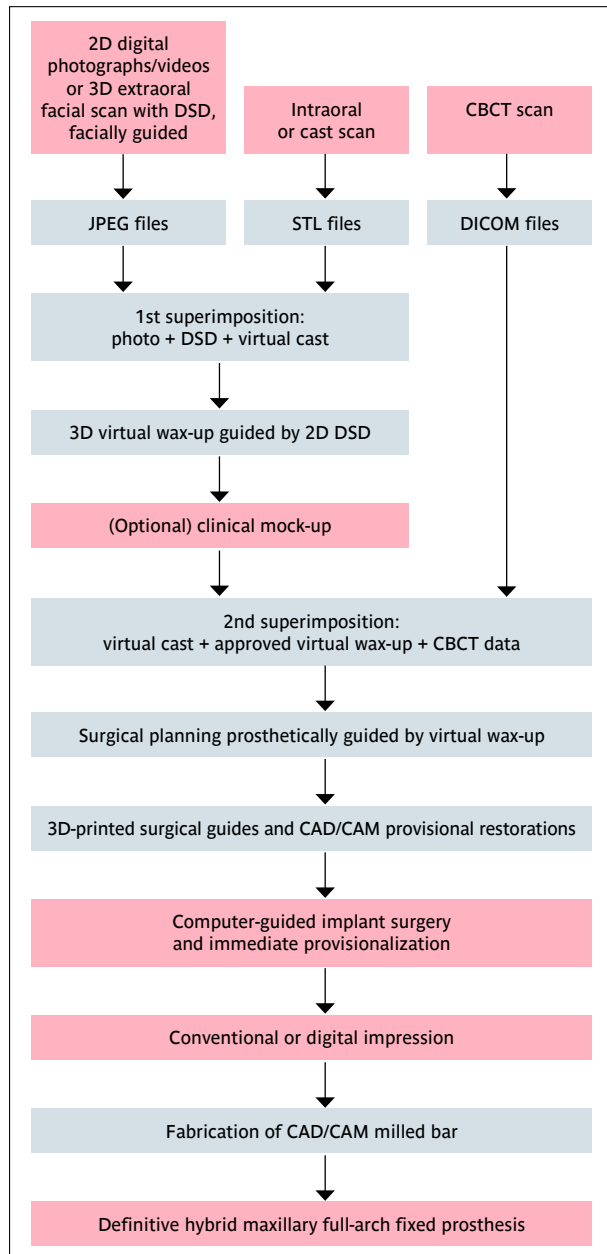 2D digital
photographs/videos
or 3D extraoral
facial scan with DSD,
facially guided
Intraoral
or cast scan
CBCT scan
JPEG files
STL files
DICOM files
1st superimposition:
photo + DSD + virtual cast
3D virtual wax-up guided by 2D DSD
(Optional) clinical mock-up
2nd superimposition:
virtual cast + approved virtual wax-up + CBCT data
Surgical planning prosthetically guided by virtual wax-up
3D-printed surgical guides and CAD/CAM provisional restorations
Computer-guided implant surgery
and immediate provisionalization
Conventional or digital impression
Fabrication of CAD/CAM milled bar
Definitive hybrid maxillary full-arch fixed prosthesis